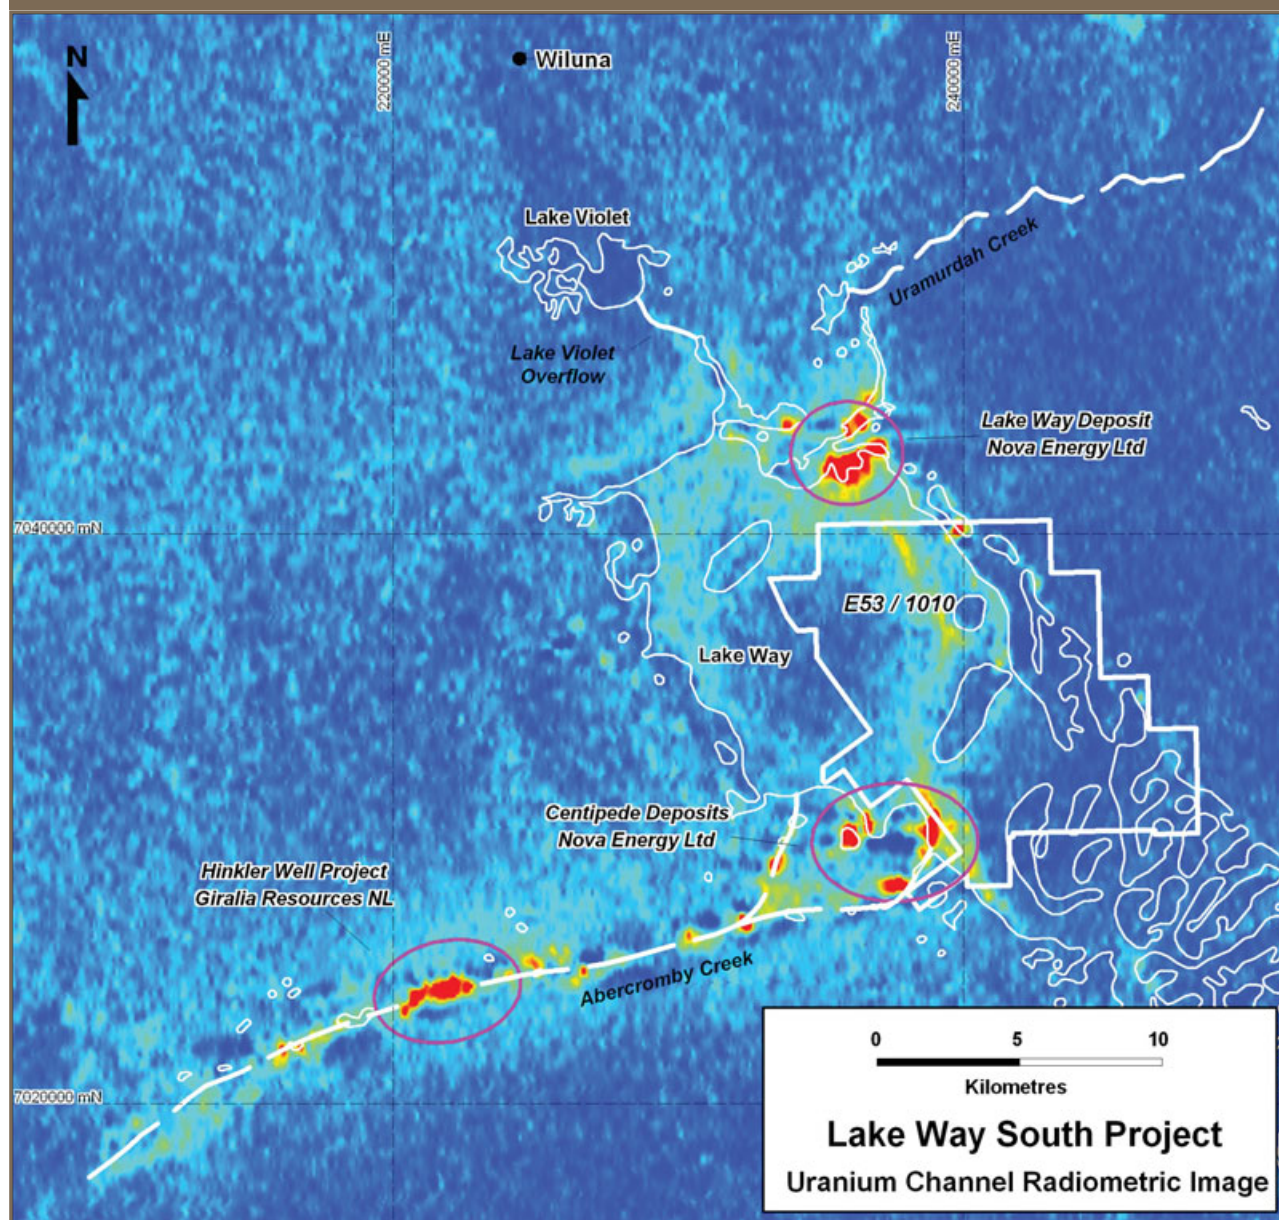 N
220000 mE
Wiluna
240000 mE
Lake Violet
Uramurdah Creek
Lake Violet
Overflow
Lake Way Deposit
Nova Energy Ltd
7040000 mN
E53 / 1010
Lake Way
Centipede Deposits
Nova Energy Ltd
Hinkler Well Project
Giralia Resources NL
Abercromby Creek
7020000 mN
0 5 10
Kilometres
Lake Way South Project
Uranium Channel Radiometric Image